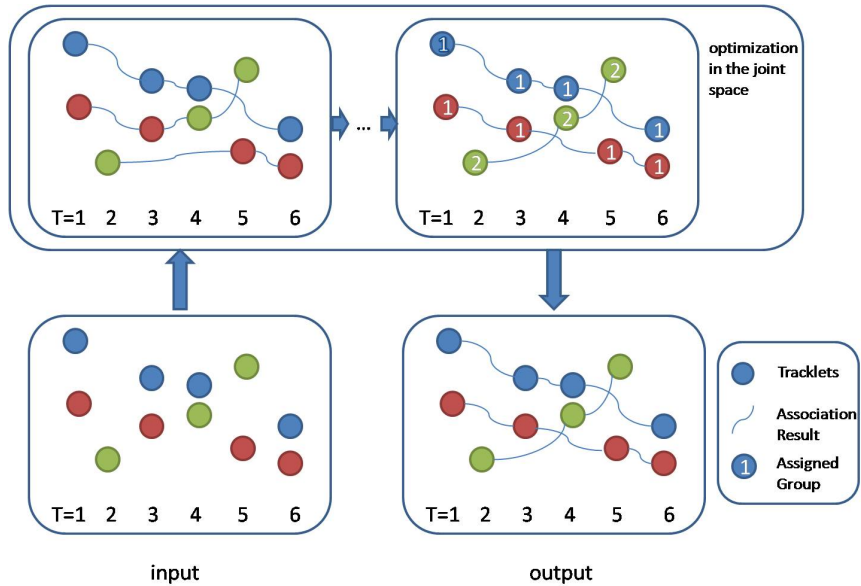 optimization
in the joint
space
1
2
1
1
1
2
1
1
2
1
1
...
T=1 2 3 4 5 6
T=1 2 3 4 5 6
Tracklets
Association
Result
1
Assigned
Group
T=1 2 3 4 5 6
T=1 2 3 4 5 6
input
output